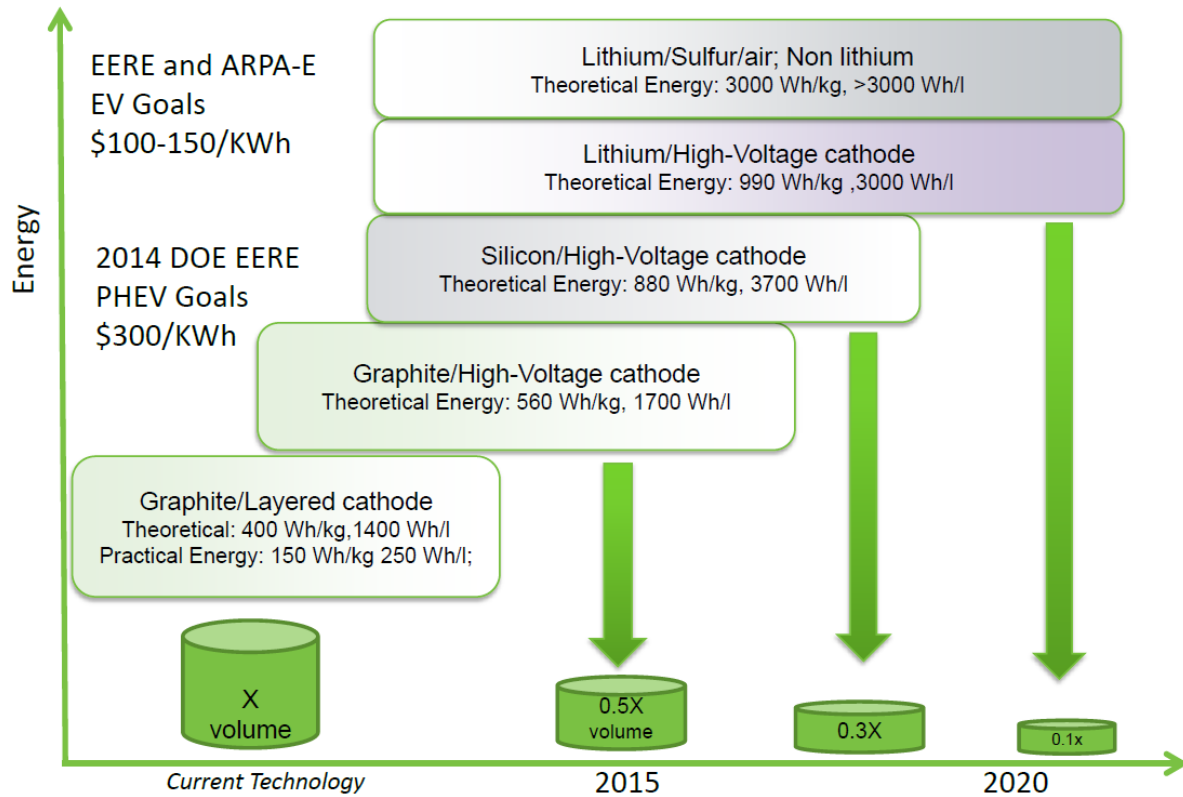 EERE and ARPA-E
EV Goals
$100-150/KWh
Lithium/Sulfur/air; Non lithium
Theoretical Energy: 3000 Wh/kg, >3000 Wh/l
Lithium/High-Voltage cathode
Theoretical Energy: 990 Wh/kg ,3000 Wh/l
Energy
2014 DOE EERE
PHEV Goals
$300/KWh
Silicon/High-Voltage cathode
Theoretical Energy: 880 Wh/kg, 3700 Wh/l
Graphite/High-Voltage cathode
Theoretical Energy: 560 Wh/kg, 1700 Wh/l
Graphite/Layered cathode
Theoretical: 400 Wh/kg,1400 Wh/l
Practical Energy: 150 Wh/kg 250 Wh/l;
X
volume
0.5X
volume
0.3X
0.1x
Current Technology
2015
2020